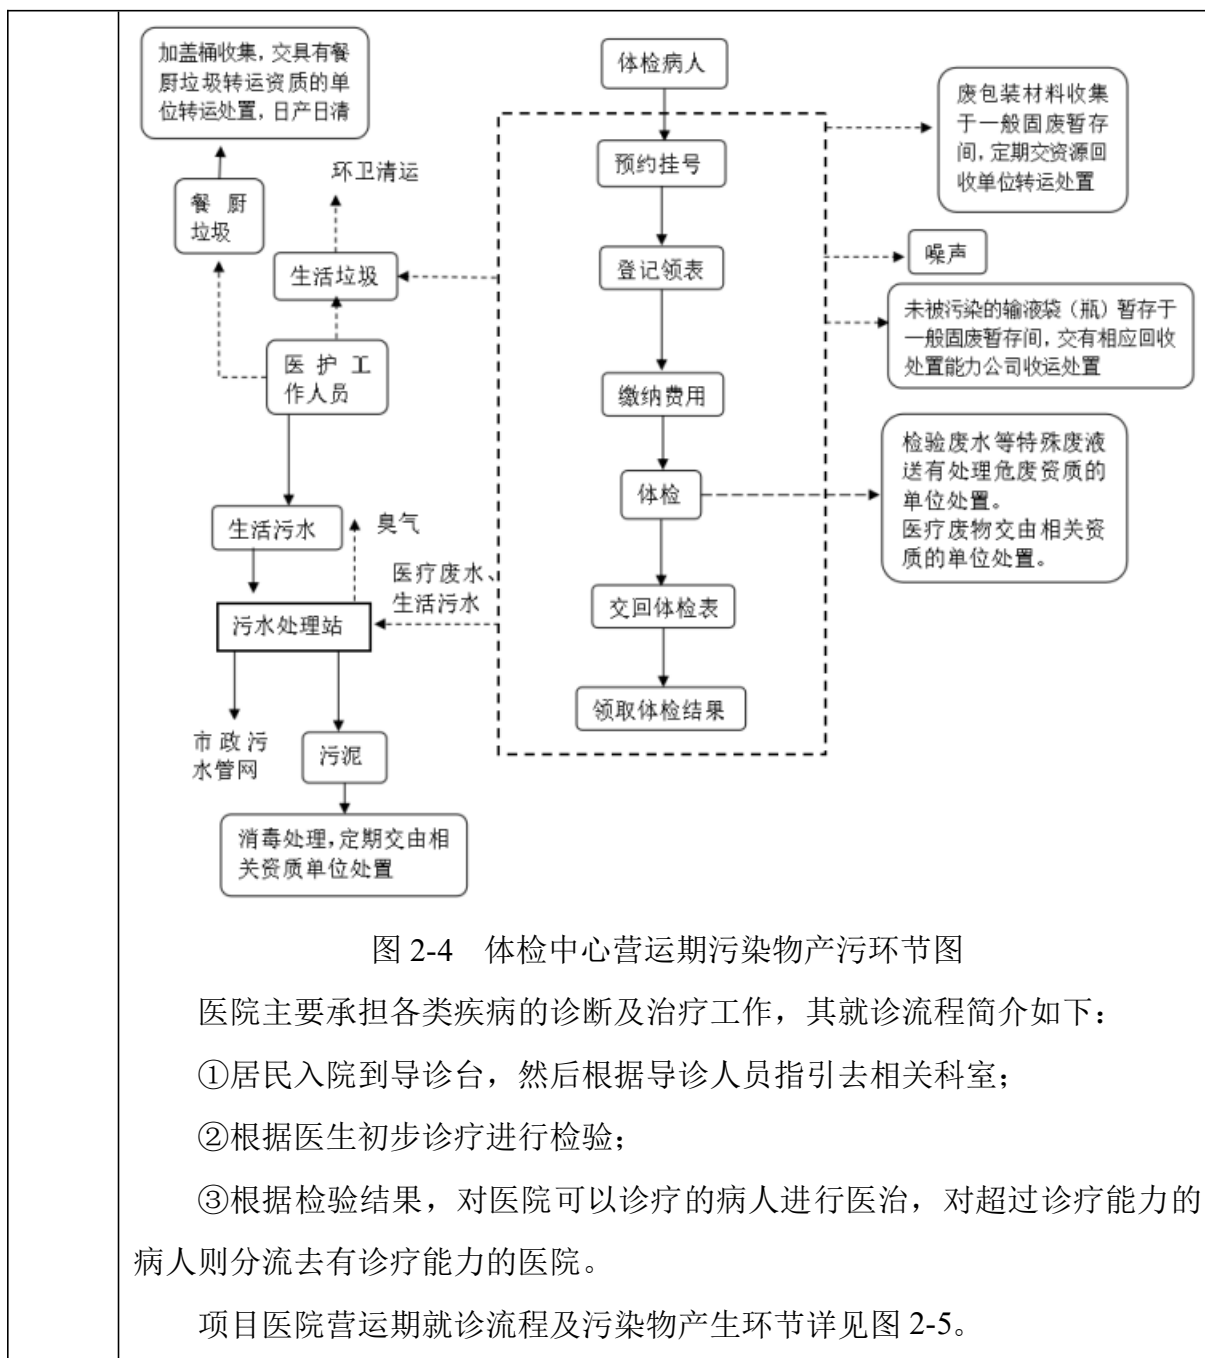 加盖桶收集，交具有餐
厨垃圾转运资质的单
位转运处置，日产日清
餐 厨
垃圾
环卫清运
生活垃圾
医 护 工
作人员
生活污水
臭气
医疗废水、
生活污水
污水处理站
市 政 污
水管网
污泥
消毒处理，定期交由相
关资质单位处置
体检病人
预约挂号
登记领表
缴纳费用
体检
交回体检表
领取体检结果
废包装材料收集
于一般固废暂存
间，定期交资源回
收单位转运处置
噪声
未被污染的输液袋（瓶）暂存于
一般固废暂存间，交有相应回收
处置能力公司收运处置
检验废水等特殊废液
送有处理危废资质的
单位处置。
医疗废物交由相关资
质的单位处置。
图 2-4 体检中心营运期污染物产污环节图
医院主要承担各类疾病的诊断及治疗工作，其就诊流程简介如下：
①居民入院到导诊台，然后根据导诊人员指引去相关科室；
②根据医生初步诊疗进行检验；
③根据检验结果，对医院可以诊疗的病人进行医治，对超过诊疗能力的
病人则分流去有诊疗能力的医院。
项目医院营运期就诊流程及污染物产生环节详见图 2-5。